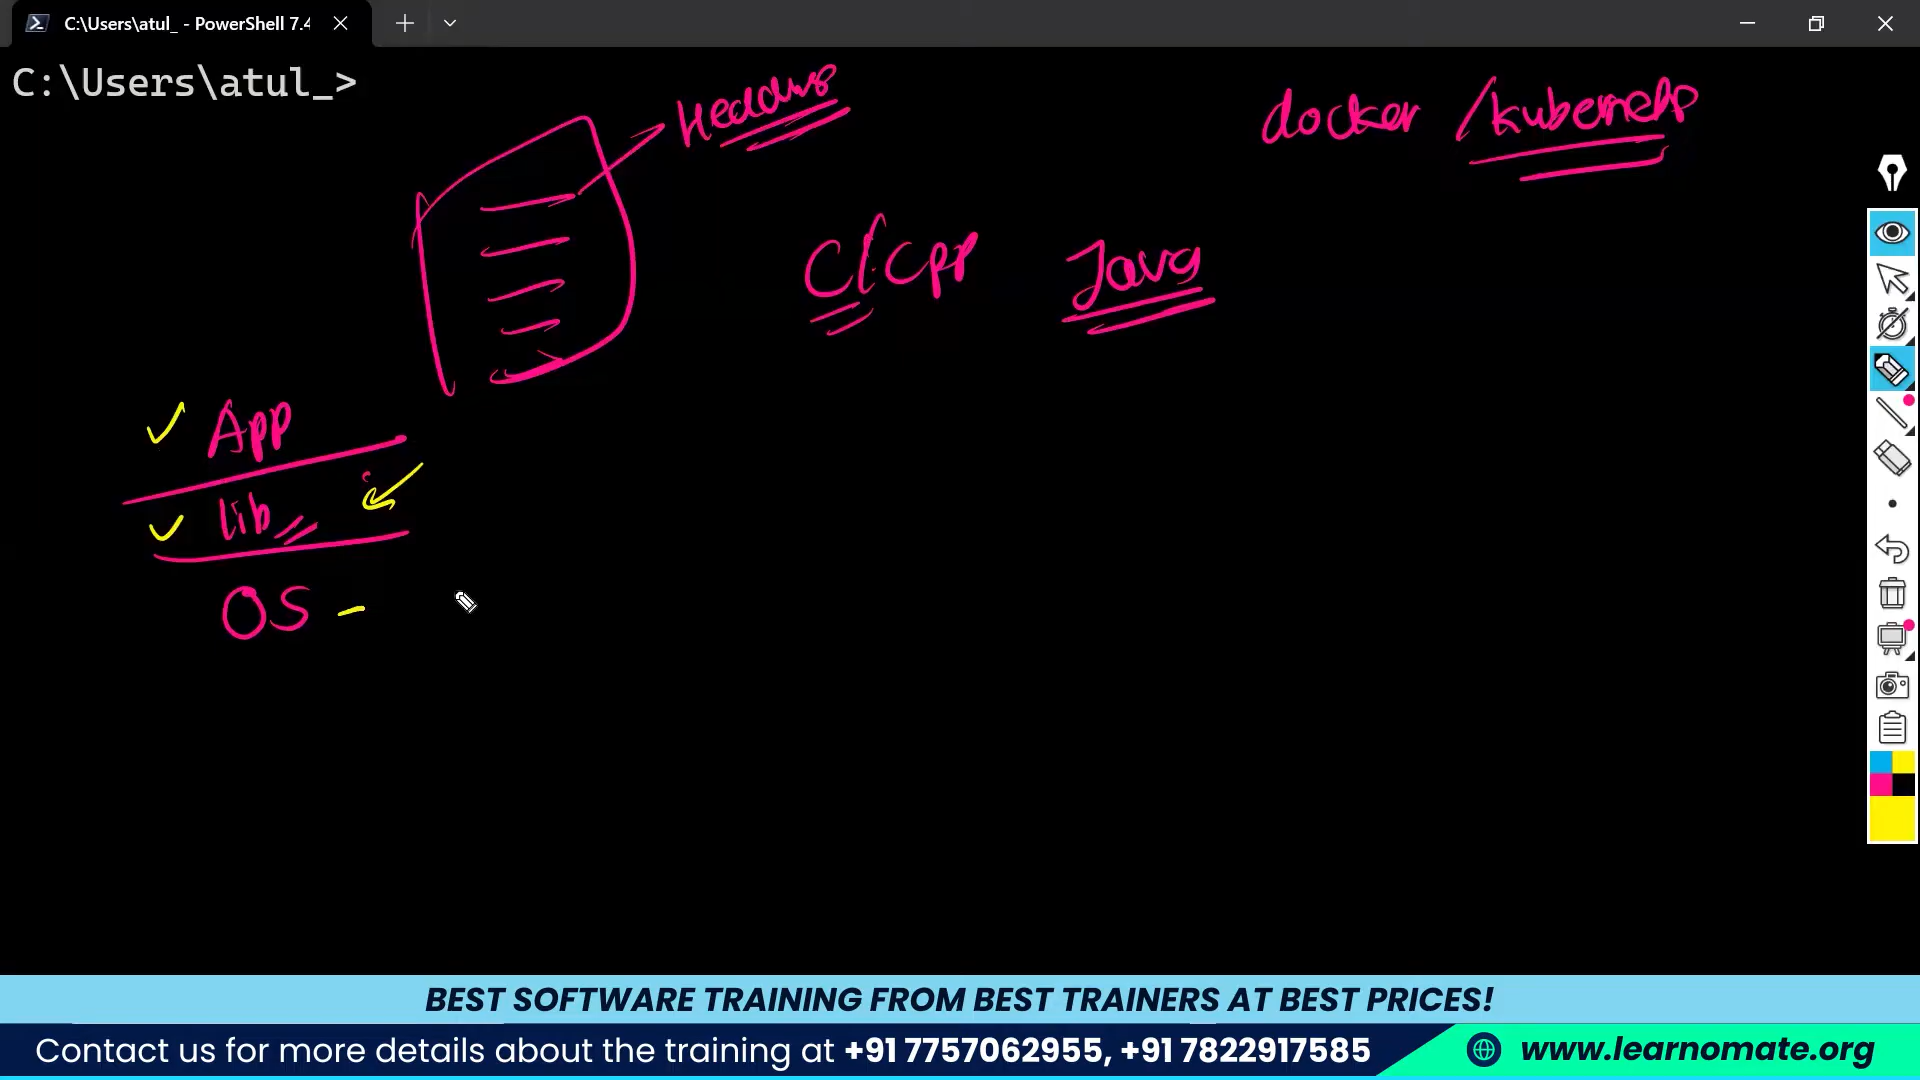 C:\Users\atul_ - PowerShell 7.4
C:\Users\atul_>
docker /kubernets
C/Cpp Java
App
lib
OS -
BEST SOFTWARE TRAINING FROM BEST TRAINERS AT BEST PRICES!
Contact us for more details about the training at +91 7757062955, +91 7822917585
www.learnomate.org